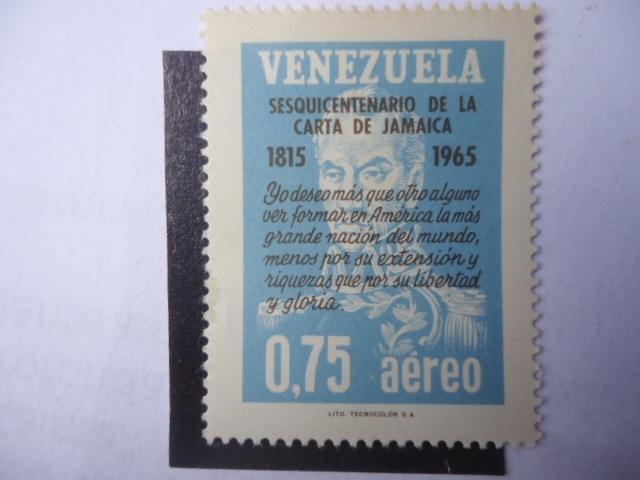 VENEZUELA
SESQUICENTENARIO DE LA
CARTA DE JAMAICA
1815 1965
Yo deseo más que otro alguno
ver formar en América la más
grande nación del mundo,
menos por su extensión y
riquezas que por su libertad
y gloria.
0,75 aéreo
LITO. TECNOCOLOR S.A.